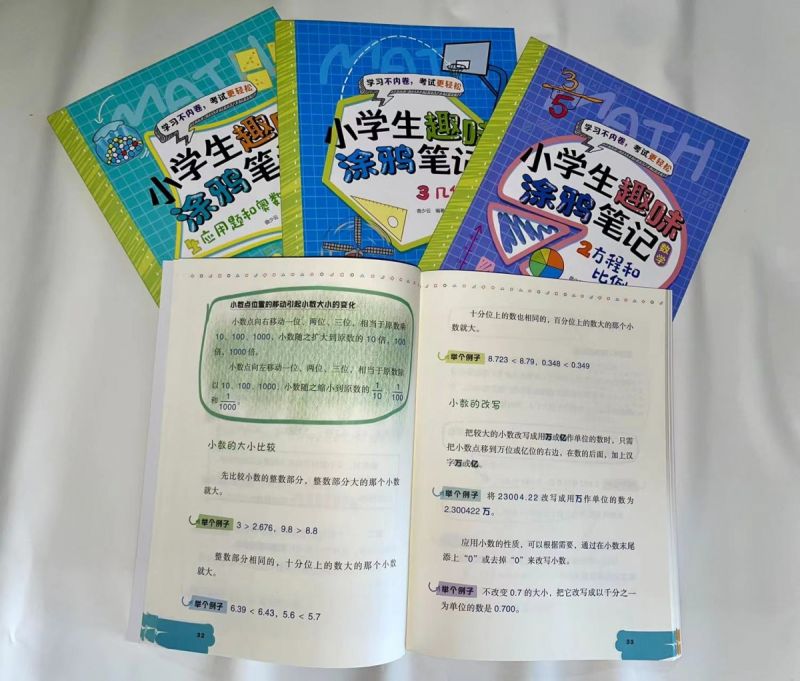 MATH
学习不内卷，考试更轻松
小学生趣味
涂鸦笔记
应用题和奥数
MATH
学习不内卷，考试更轻松
小学生趣味
涂鸦笔记
3 几何
曲少云 编著
3/5
MATH
学习不内卷，考试更轻松
小学生趣味
涂鸦笔记
数学
2 方程和
比例
小数点位置的移动引起小数大小的变化
小数点向右移动一位、两位、三位，相当于原数乘
10、100、1000，小数随之扩大到原数的 10 倍、100
倍、1000 倍。
小数点向左移动一位、两位、三位，相当于原数除
以 10、100、1000，小数随之缩小到原数的 1/10、1/100
和 1/1000。
小数的大小比较
先比较小数的整数部分，整数部分大的那个小数
就大。
举个例子 3 > 2.676，9.8 > 8.8
整数部分相同的，十分位上的数大的那个小数
就大。
举个例子 6.39 < 6.43，5.6 < 5.7
32
十分位上的数也相同的，百分位上的数大的那个小
数就大。
举个例子 8.723 < 8.79，0.348 < 0.349
小数的改写
把较大的小数改写成用万或亿作单位的数时，只需
把小数点移到万位或亿位的右边，在数的后面，加上汉
字万或亿。
举个例子 将 23004.22 改写成用万作单位的数为
2.300422 万。
应用小数的性质，可以根据需要，通过在小数末尾
添上“0”或去掉“0”来改写小数。
举个例子 不改变 0.7 的大小，把它改写成以千分之一
为单位的数是 0.700。
33